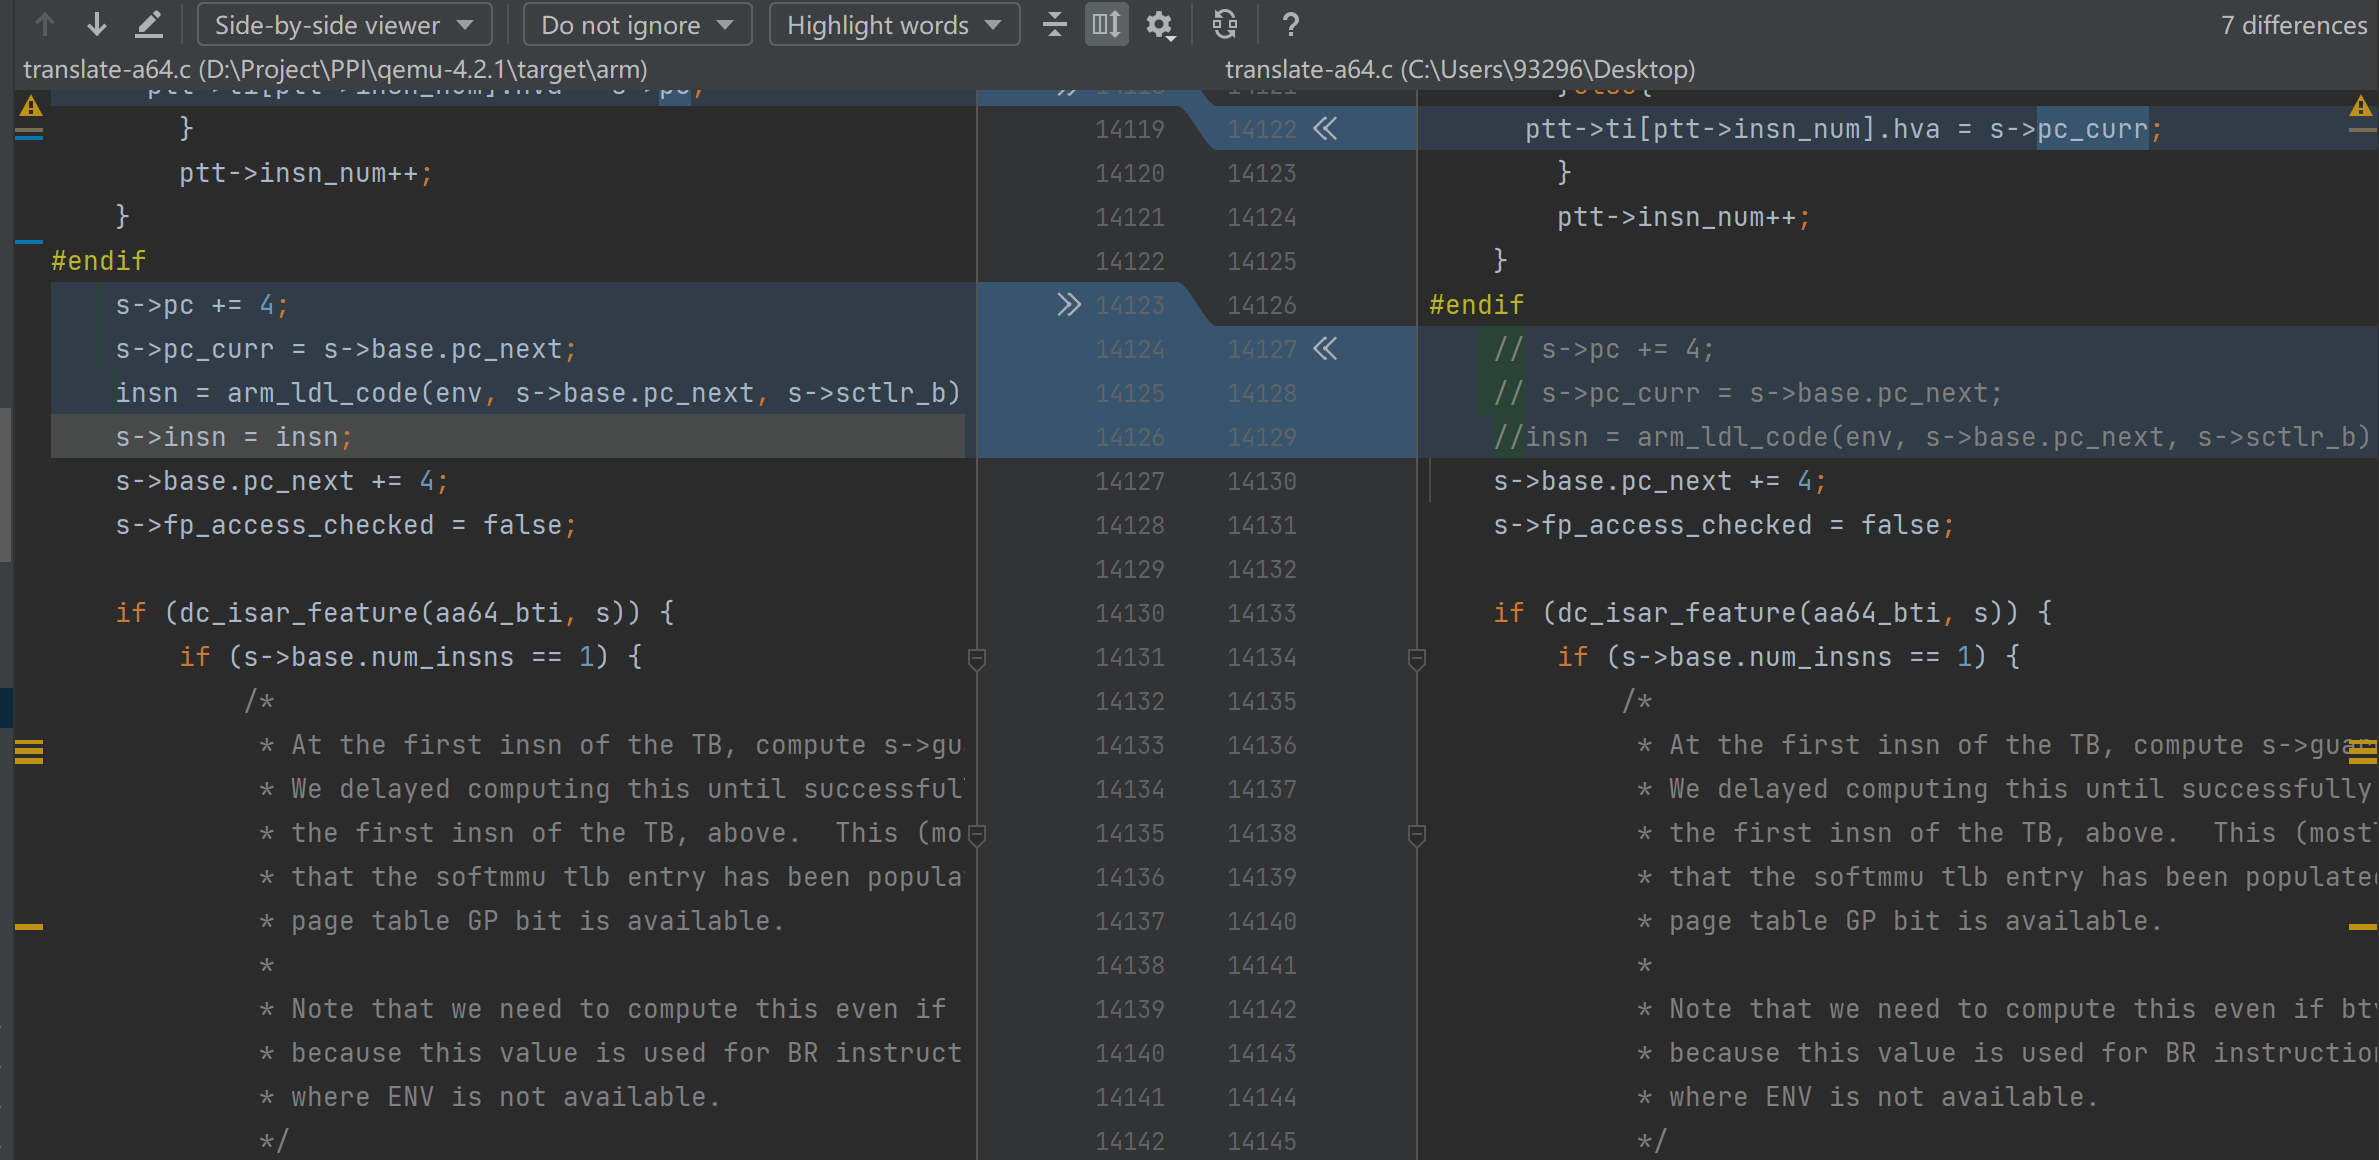 Side-by-side viewer Do not ignore Highlight words ? 7 differences
translate-a64.c (D:\Project\PPI\qemu-4.2.1\target\arm)
translate-a64.c (C:\Users\93296\Desktop)
ptt->ti[ptt->insn_num].hva = s->pc;
}
ptt->insn_num++;
}
#endif
s->pc += 4;
s->pc_curr = s->base.pc_next;
insn = arm_ldl_code(env, s->base.pc_next, s->sctlr_b)
s->insn = insn;
s->base.pc_next += 4;
s->fp_access_checked = false;
if (dc_isar_feature(aa64_bti, s)) {
if (s->base.num_insns == 1) {
/*
* At the first insn of the TB, compute s->gu
* We delayed computing this until successful
* the first insn of the TB, above.  This (mo
* that the softmmu tlb entry has been popula
* page table GP bit is available.
*
* Note that we need to compute this even if
* because this value is used for BR instruct
* where ENV is not available.
*/
14118 14121
14119 14122
14120 14123
14121 14124
14122 14125
14123 14126
14124 14127
14125 14128
14126 14129
14127 14130
14128 14131
14129 14132
14130 14133
14131 14134
14132 14135
14133 14136
14134 14137
14135 14138
14136 14139
14137 14140
14138 14141
14139 14142
14140 14143
14141 14144
14142 14145
}else{
ptt->ti[ptt->insn_num].hva = s->pc_curr;
}
ptt->insn_num++;
}
#endif
// s->pc += 4;
// s->pc_curr = s->base.pc_next;
//insn = arm_ldl_code(env, s->base.pc_next, s->sctlr_b)
s->base.pc_next += 4;
s->fp_access_checked = false;
if (dc_isar_feature(aa64_bti, s)) {
if (s->base.num_insns == 1) {
/*
* At the first insn of the TB, compute s->guar
* We delayed computing this until successfully
* the first insn of the TB, above.  This (most
* that the softmmu tlb entry has been populated
* page table GP bit is available.
*
* Note that we need to compute this even if bt
* because this value is used for BR instruction
* where ENV is not available.
*/